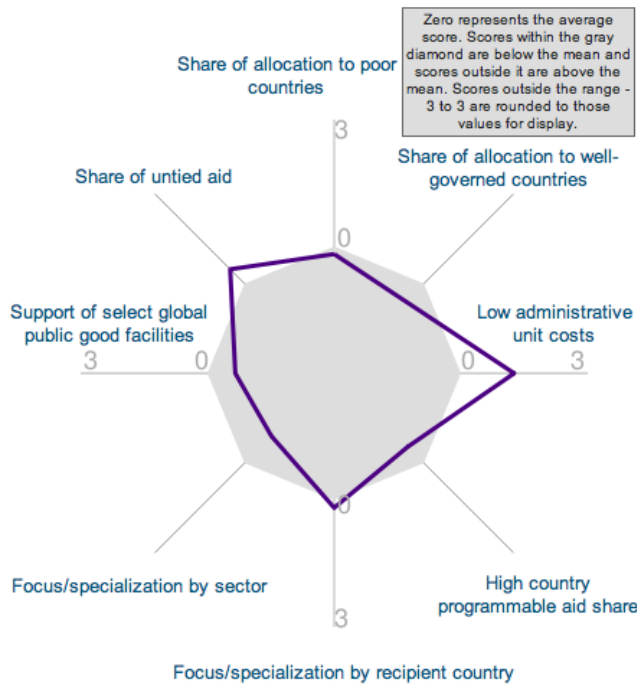 Zero represents the average
score. Scores within the gray
diamond are below the mean and
scores outside it are above the
mean. Scores outside the range -
3 to 3 are rounded to those
values for display.
Share of allocation to poor
countries
3
Share of allocation to well-
governed countries
Share of untied aid
0
Support of select global
public good facilities
Low administrative
unit costs
3
0
0
3
0
Focus/specialization by sector
High country
programmable aid share
3
Focus/specialization by recipient country